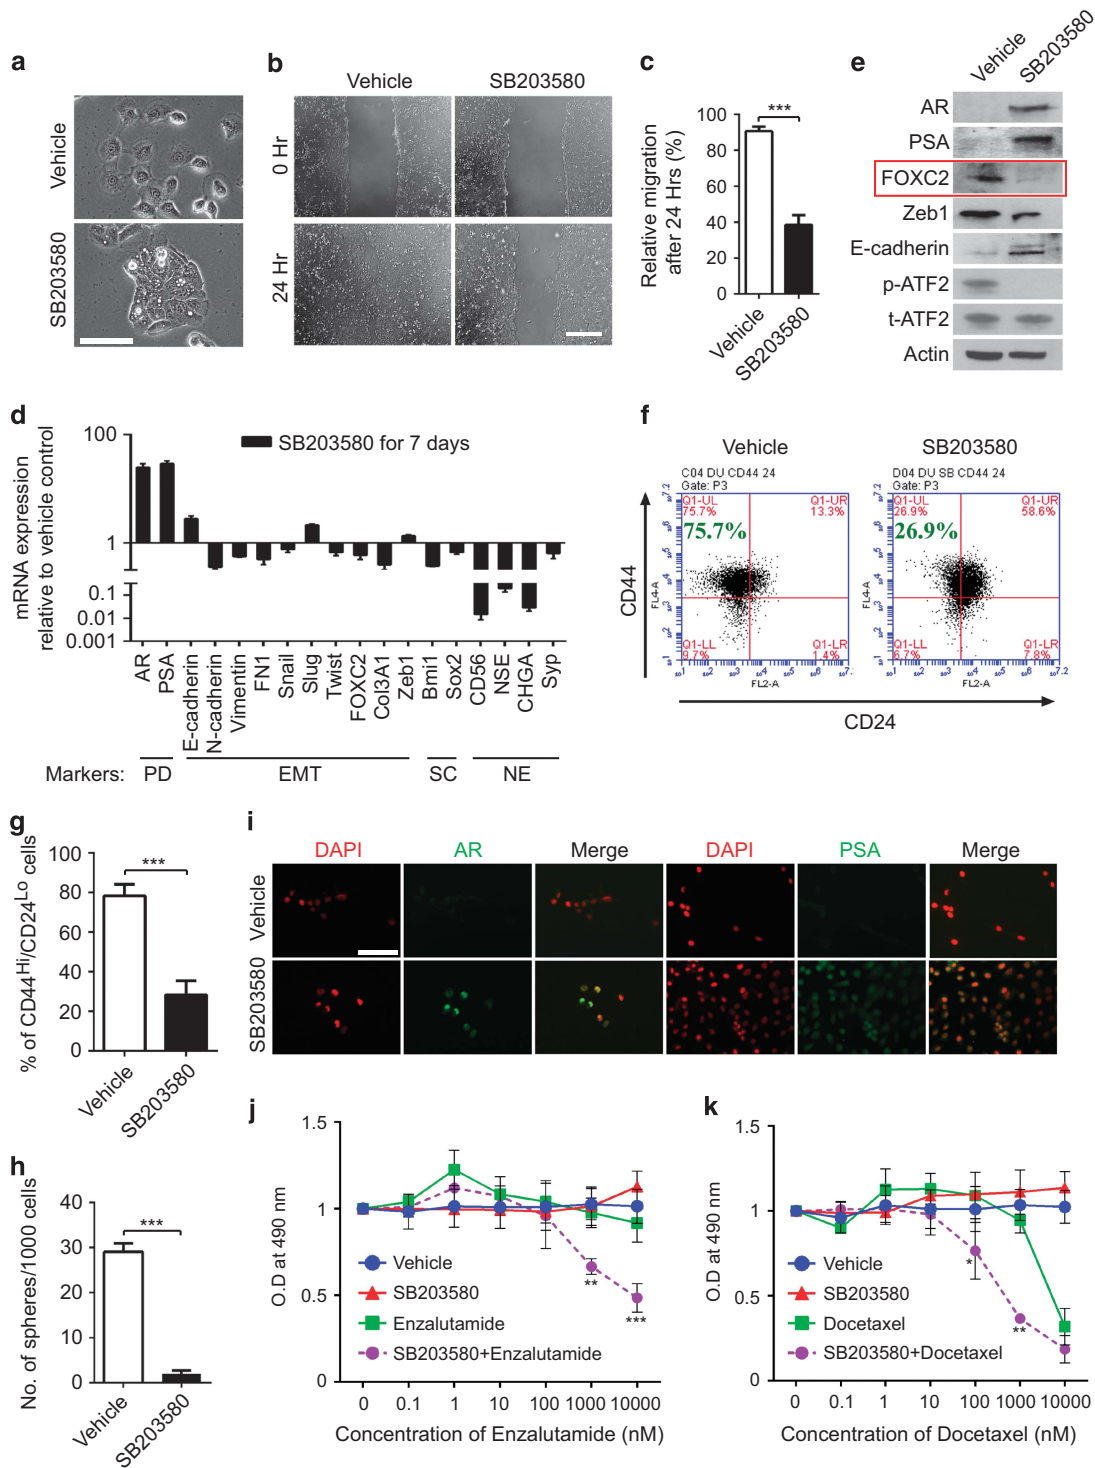 a
Vehicle
SB203580
b
Vehicle SB203580
0 Hr
24 Hr
c
Relative migration
after 24 Hrs (%)
100
80
60
40
20
0
***
Vehicle
SB203580
e
Vehicle
SB203580
AR
PSA
FOXC2
Zeb1
E-cadherin
p-ATF2
t-ATF2
Actin
d
mRNA expression
relative to vehicle control
100
1
0.1
0.01
0.001
SB203580 for 7 days
AR
PSA
E-cadherin
N-cadherin
Vimentin
FN1
Snail
Slug
Twist
FOXC2
Col3A1
Zeb1
Bmi1
Sox2
CD56
NSE
CHGA
Syp
Markers: PD EMT SC NE
f
Vehicle
C04 DU CD44 24
Gate: P3
Q1-UL
75.7%
Q1-UR
13.3%
75.7%
Q1-LL
9.7%
Q1-LR
1.4%
FL4-A
FL2-A
SB203580
D04 DU SB CD44 24
Gate: P3
Q1-UL
26.9%
Q1-UR
58.6%
26.9%
Q1-LL
6.7%
Q1-LR
7.8%
FL4-A
FL2-A
CD44
CD24
g
% of CD44Hi/CD24Lo cells
100
80
60
40
20
0
***
Vehicle
SB203580
h
No. of spheres/1000 cells
40
30
20
10
0
***
Vehicle
SB203580
i
DAPI AR Merge DAPI PSA Merge
Vehicle
SB203580
j
O.D at 490 nm
1.5
1
0.5
0
Vehicle
SB203580
Enzalutamide
SB203580+Enzalutamide
**
***
0 0.1 1 10 100 1000 10000
Concentration of Enzalutamide (nM)
k
O.D at 490 nm
1.5
1
0.5
0
Vehicle
SB203580
Docetaxel
SB203580+Docetaxel
*
**
0 0.1 1 10 100 1000 10000
Concentration of Docetaxel (nM)